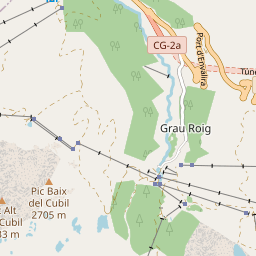 CG-2a
Port d'Envalira
Túne
Grau Roig
Pic Baix
del Cubil
2705 m
Alt
Cubil
3 m